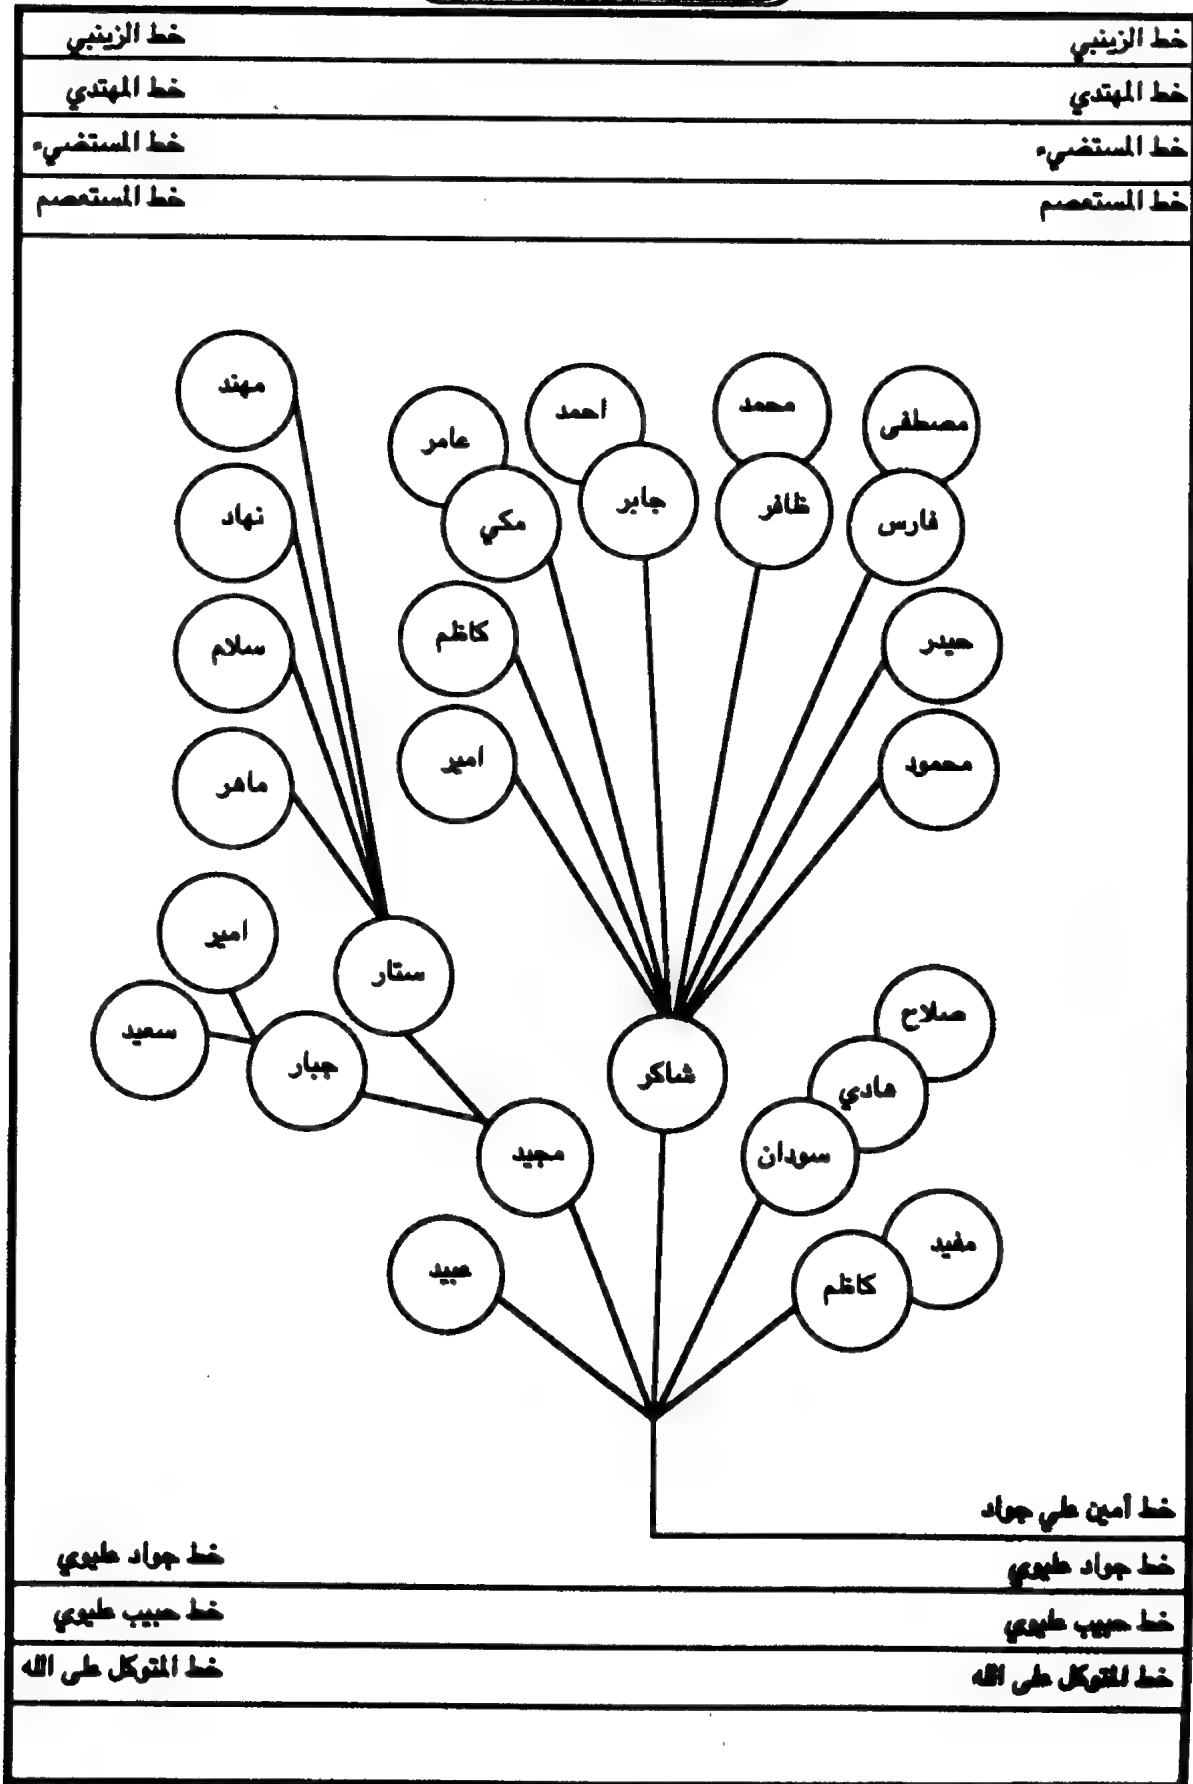 خط الزينبي خط الزينبي
خط المهتدي خط المهتدي
خط المستضيء خط المستضيء
خط المستعصم خط المستعصم
مهند
محمد
احمد
مصطفى
عامر
نهاد
ظافر
جابر
فارس
مكي
سلام
كاظم
حيدر
ماهر
امير
محمود
امير
ستار
صلاح
سعيد
جبار
شاكر
هادي
مجيد
سودان
عبيد
كاظم
مفيد
خط أمين علي جواد
خط جواد عليوي خط جواد عليوي
خط حبيب عليوي خط حبيب عليوي
خط المتوكل على الله خط المتوكل على الله